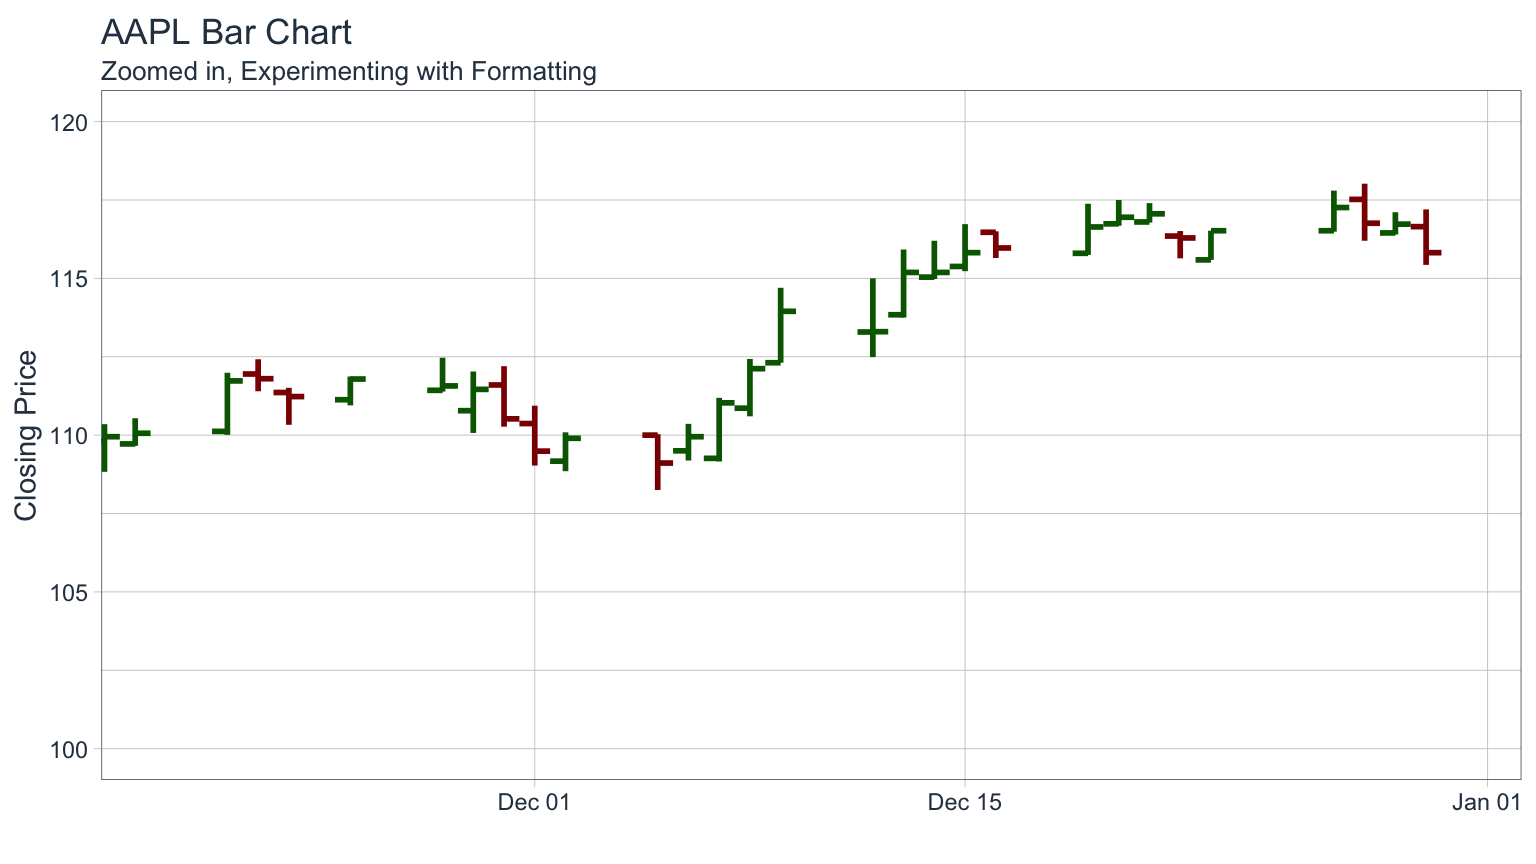 AAPL Bar Chart
Zoomed in, Experimenting with Formatting
120
115
110
105
100
Closing Price
Dec 01
Dec 15
Jan 01